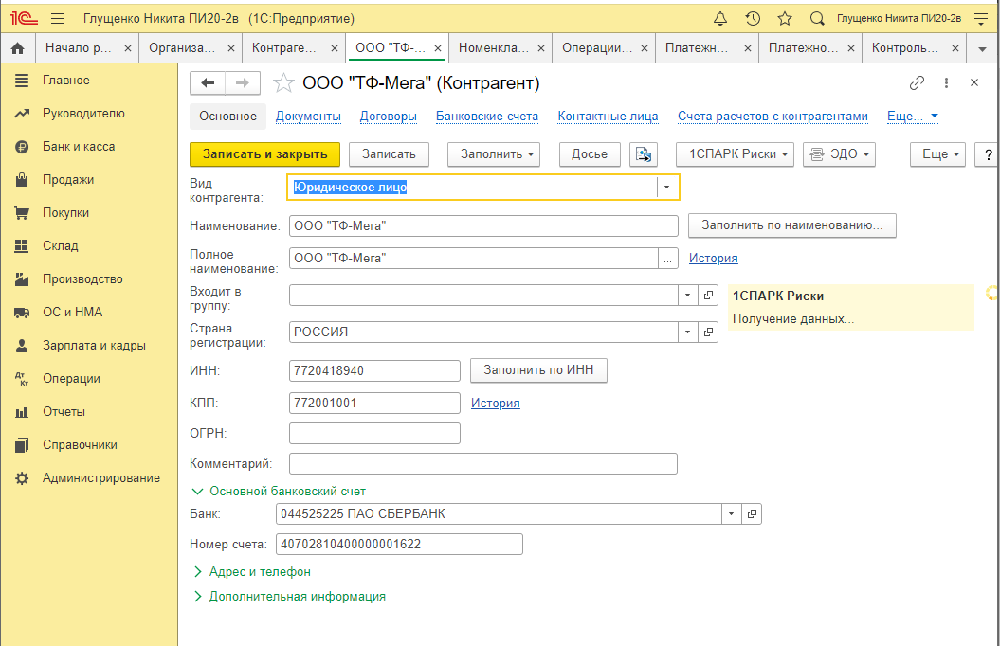 1С Глущенко Никита ПИ20-2в (1С:Предприятие) Глущенко Никита ПИ20-2в
Начало р... × Организа... × Контраге... × ООО "ТФ-... × Номенкла... × Операции... × Платежн... × Платежно... × Контроль... ×
Главное
Руководителю
Банк и касса
Продажи
Покупки
Склад
Производство
ОС и НМА
Зарплата и кадры
Дт Кт Операции
Отчеты
Справочники
Администрирование
ООО "ТФ-Мега" (Контрагент)
Основное Документы Договоры Банковские счета Контактные лица Счета расчетов с контрагентами Еще...
Записать и закрыть Записать Заполнить Досье 1СПАРК Риски ЭДО Еще ?
Вид
контрагента: Юридическое лицо
Наименование: ООО "ТФ-Мега" Заполнить по наименованию...
Полное
наименование: ООО "ТФ-Мега" ... История
Входит в
группу:
1СПАРК Риски
Получение данных...
Страна
регистрации: РОССИЯ
ИНН: 7720418940 Заполнить по ИНН
КПП: 772001001 История
ОГРН:
Комментарий:
Основной банковский счет
Банк: 044525225 ПАО СБЕРБАНК
Номер счета: 40702810400000001622
Адрес и телефон
Дополнительная информация